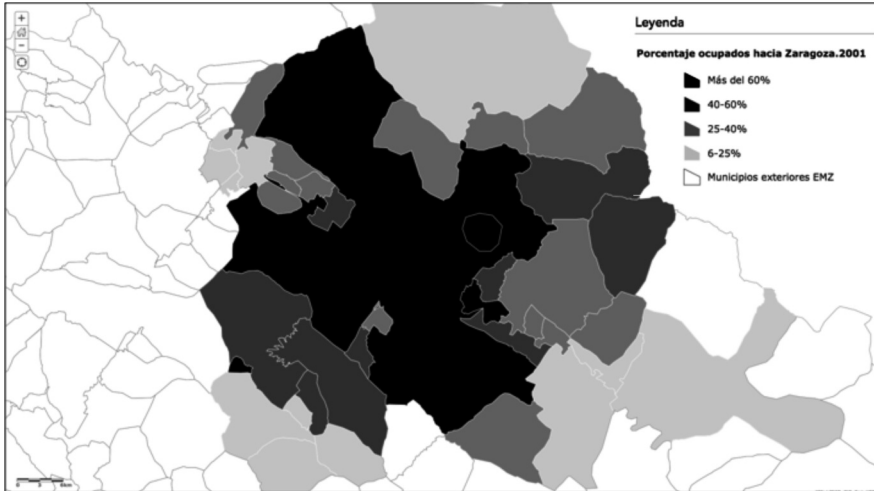 Leyenda
Porcentaje ocupados hacia Zaragoza.2001
Más del 60%
40-60%
25-40%
6-25%
Municipios exteriores EMZ